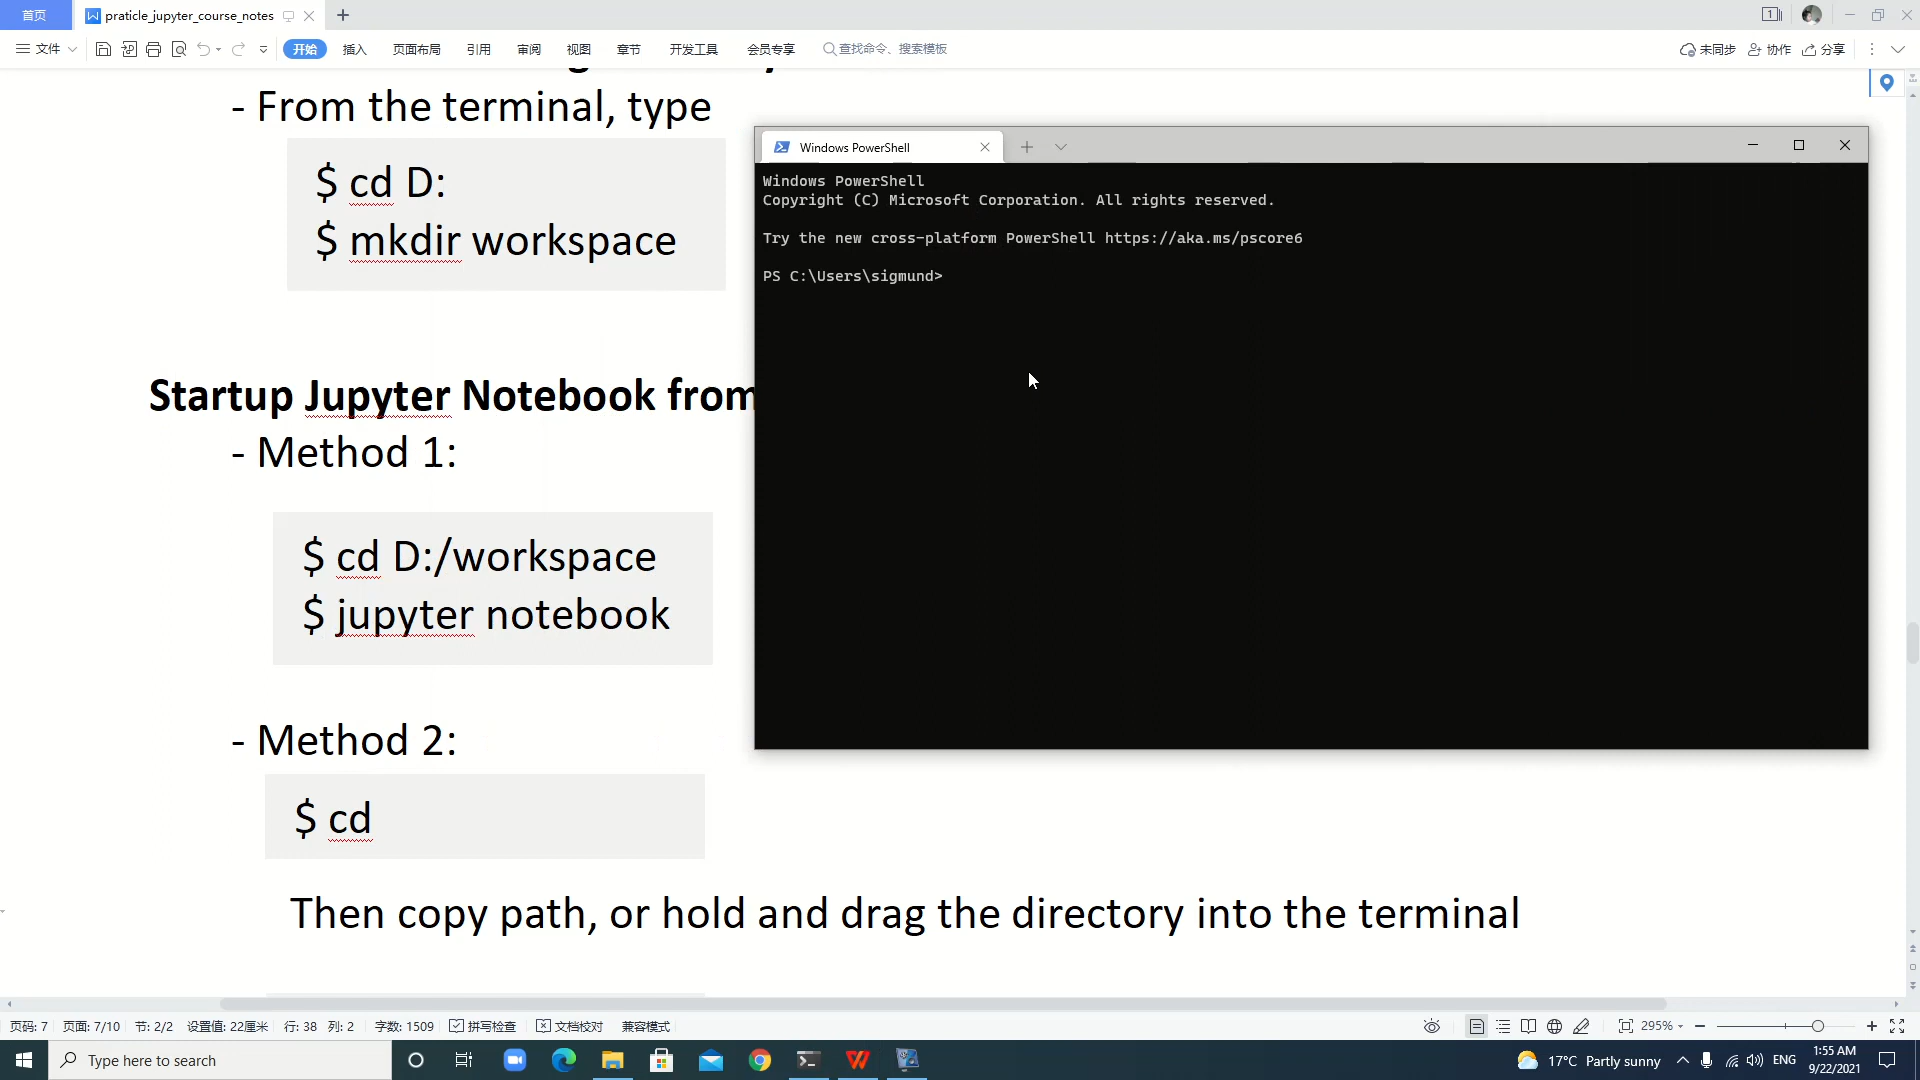 首页
praticle_jupyter_course_notes
1
文件
开始
插入
页面布局
引用
审阅
视图
章节
开发工具
会员专享
查找命令、搜索模板
未同步
协作
分享
- From the terminal, type
$ cd D:
$ mkdir workspace
Startup Jupyter Notebook from
- Method 1:
$ cd D:/workspace
$ jupyter notebook
- Method 2:
$ cd
Then copy path, or hold and drag the directory into the terminal
Windows PowerShell
Windows PowerShell
Copyright (C) Microsoft Corporation. All rights reserved.
Try the new cross-platform PowerShell https://aka.ms/pscore6
PS C:\Users\sigmund>
页码: 7 页面: 7/10 节: 2/2 设置值: 22厘米 行: 38 列: 2 字数: 1509 拼写检查 文档校对 兼容模式
295%
Type here to search
17°C Partly sunny
ENG
1:55 AM
9/22/2021